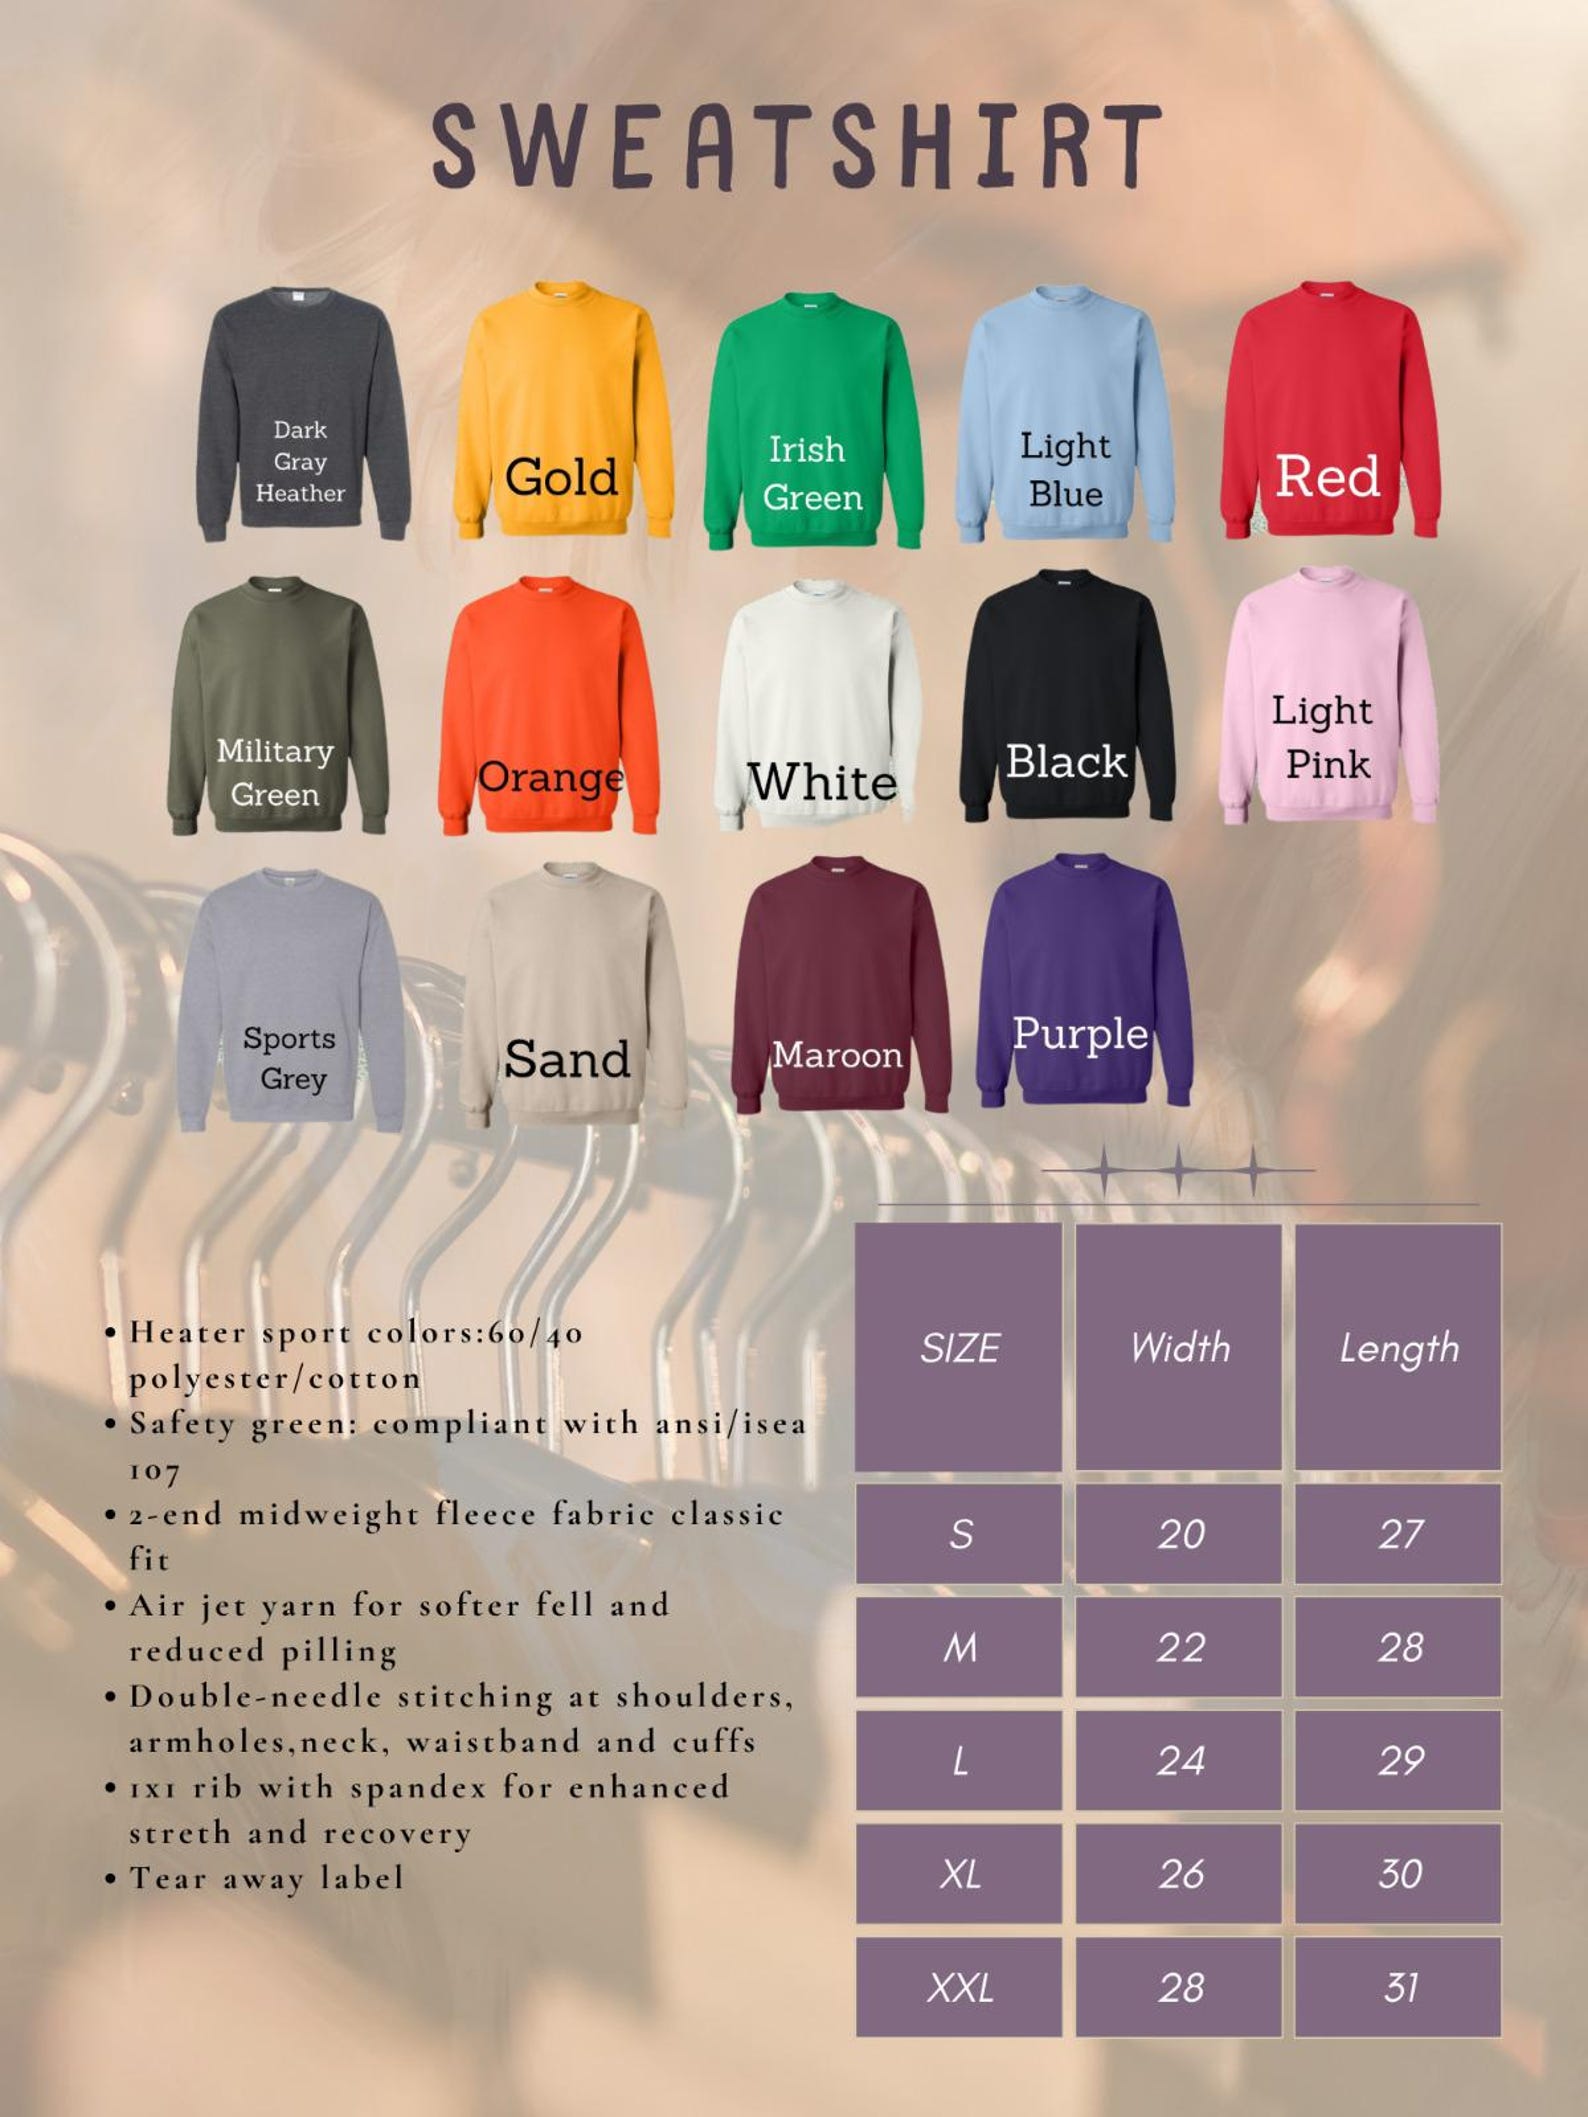 SWEATSHIRT
Dark
Gray
Heather
Gold
Irish
Green
Light
Blue
Red
Military
Green
Orange
White
Black
Light
Pink
Sports
Grey
Sand
Maroon
Purple
• Heater sport colors:60/40
polyester/cotton
• Safety green: compliant with ansi/isea
107
• 2-end midweight fleece fabric classic
fit
• Air jet yarn for softer fell and
reduced pilling
• Double-needle stitching at shoulders,
armholes,neck, waistband and cuffs
• 1x1 rib with spandex for enhanced
streth and recovery
• Tear away label
SIZE Width Length
S 20 27
M 22 28
L 24 29
XL 26 30
XXL 28 31